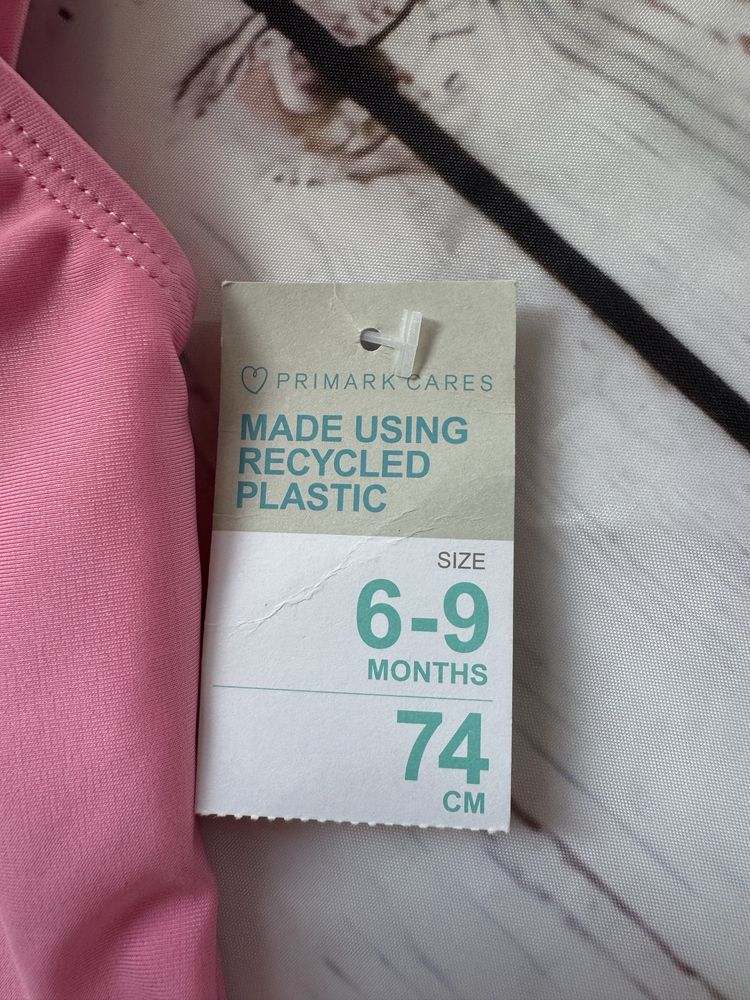 PRIMARK CARES
MADE USING
RECYCLED
PLASTIC
SIZE
6-9
MONTHS
74
CM